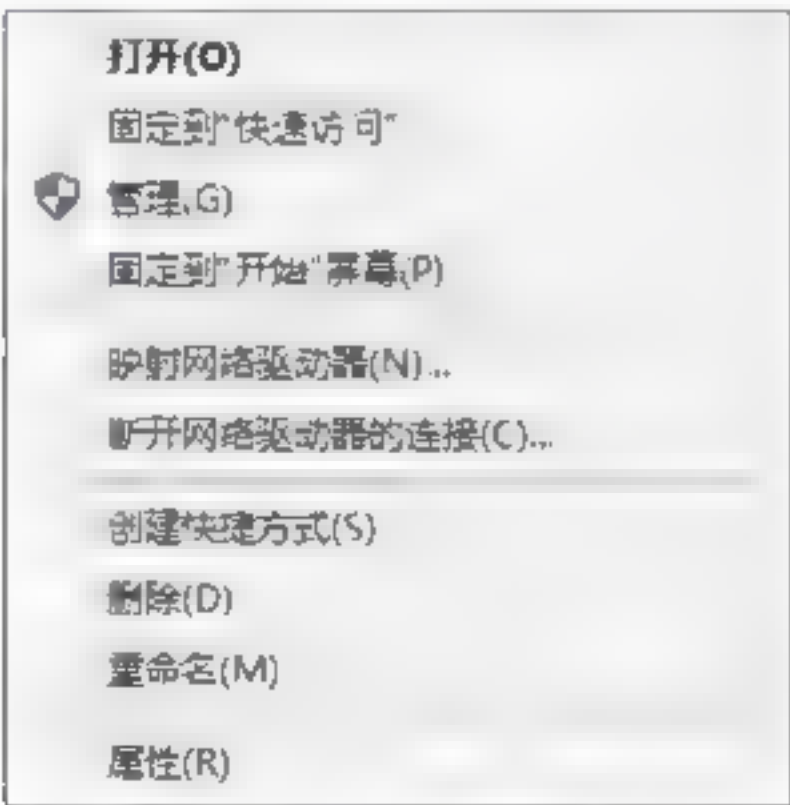 打开(O)
固定到"快速访问"
管理(G)
固定到"开始"屏幕(P)
映射网络驱动器(N)...
断开网络驱动器的连接(C)...
创建快捷方式(S)
删除(D)
重命名(M)
属性(R)